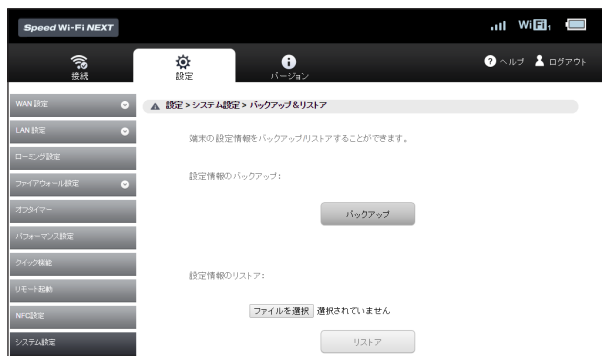 Speed Wi-Fi NEXT
WiFi 1
接続
設定
バージョン
ヘルプ
ログアウト
WAN 設定
LAN 設定
ローミング設定
ファイアウォール設定
オフタイマー
パフォーマンス設定
クイック機能
リモート起動
NFC設定
システム設定
設定 > システム設定 > バックアップ&リストア
端末の設定情報をバックアップ/リストアすることができます。
設定情報のバックアップ:
バックアップ
設定情報のリストア:
ファイルを選択 選択されていません
リストア